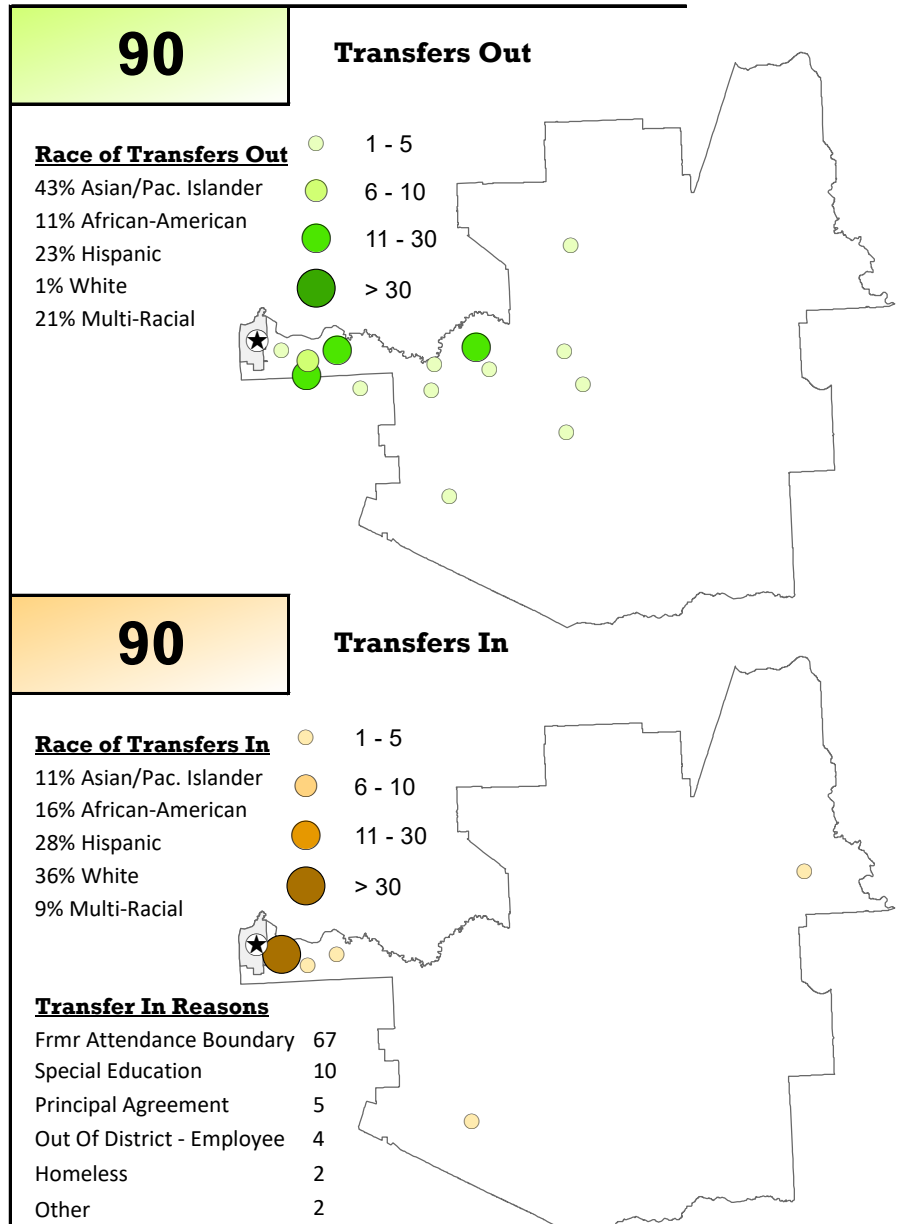 90
Transfers Out
Race of Transfers Out
43% Asian/Pac. Islander
11% African-American
23% Hispanic
1% White
21% Multi-Racial
1 - 5
6 - 10
11 - 30
> 30
90
Transfers In
Race of Transfers In
11% Asian/Pac. Islander
16% African-American
28% Hispanic
36% White
9% Multi-Racial
1 - 5
6 - 10
11 - 30
> 30
Transfer In Reasons
Frmr Attendance Boundary 67
Special Education 10
Principal Agreement 5
Out Of District - Employee 4
Homeless 2
Other 2